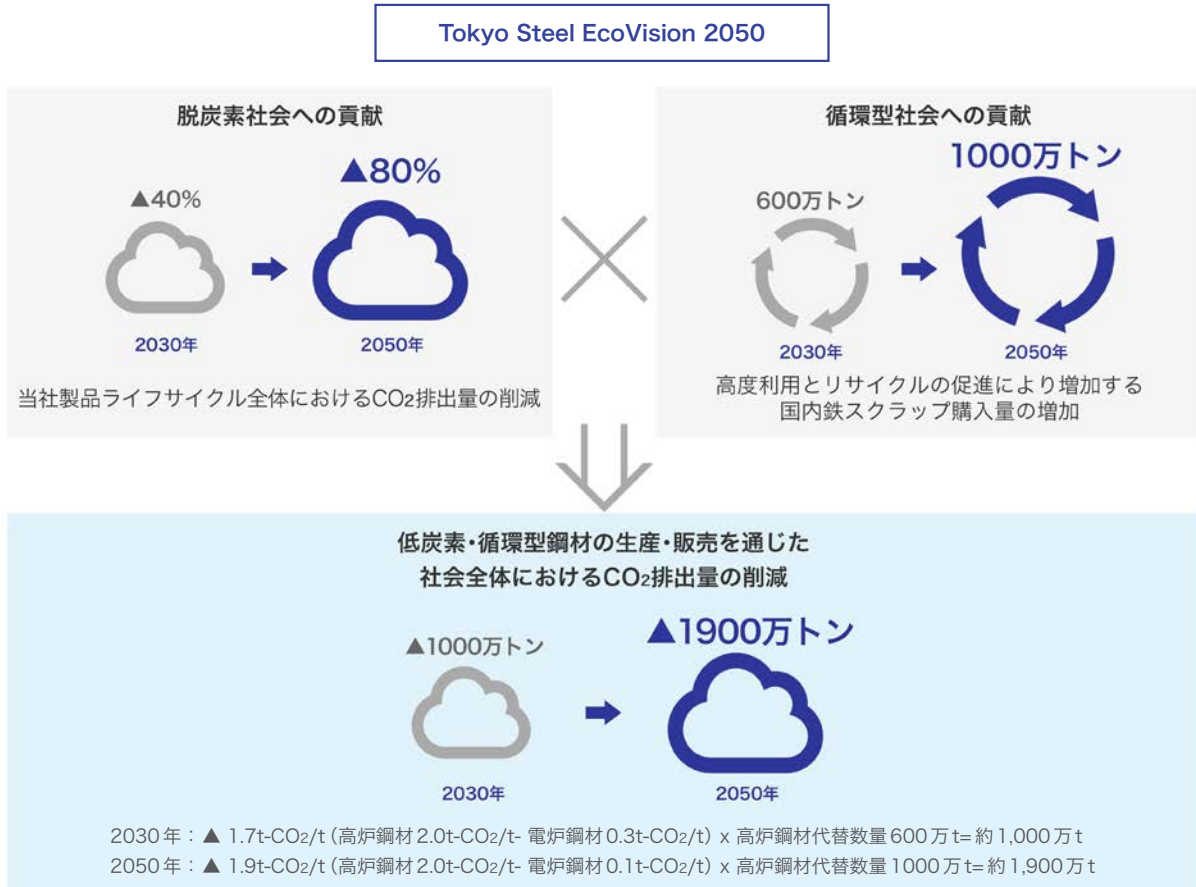 Tokyo Steel EcoVision 2050
脱炭素社会への貢献
▲40%
▲80%
2030年
2050年
当社製品ライフサイクル全体におけるCO₂排出量の削減
循環型社会への貢献
600万トン
1000万トン
2030年
2050年
高度利用とリサイクルの促進により増加する
国内鉄スクラップ購入量の増加
低炭素・循環型鋼材の生産・販売を通じた
社会全体におけるCO₂排出量の削減
▲1000万トン
▲1900万トン
2030年
2050年
2030年：▲ 1.7t-CO₂/t (高炉鋼材2.0t-CO₂/t- 電炉鋼材0.3t-CO₂/t) x 高炉鋼材代替数量600万t=約1,000万t
2050年：▲ 1.9t-CO₂/t (高炉鋼材2.0t-CO₂/t- 電炉鋼材0.1t-CO₂/t) x 高炉鋼材代替数量1000万t=約1,900万t